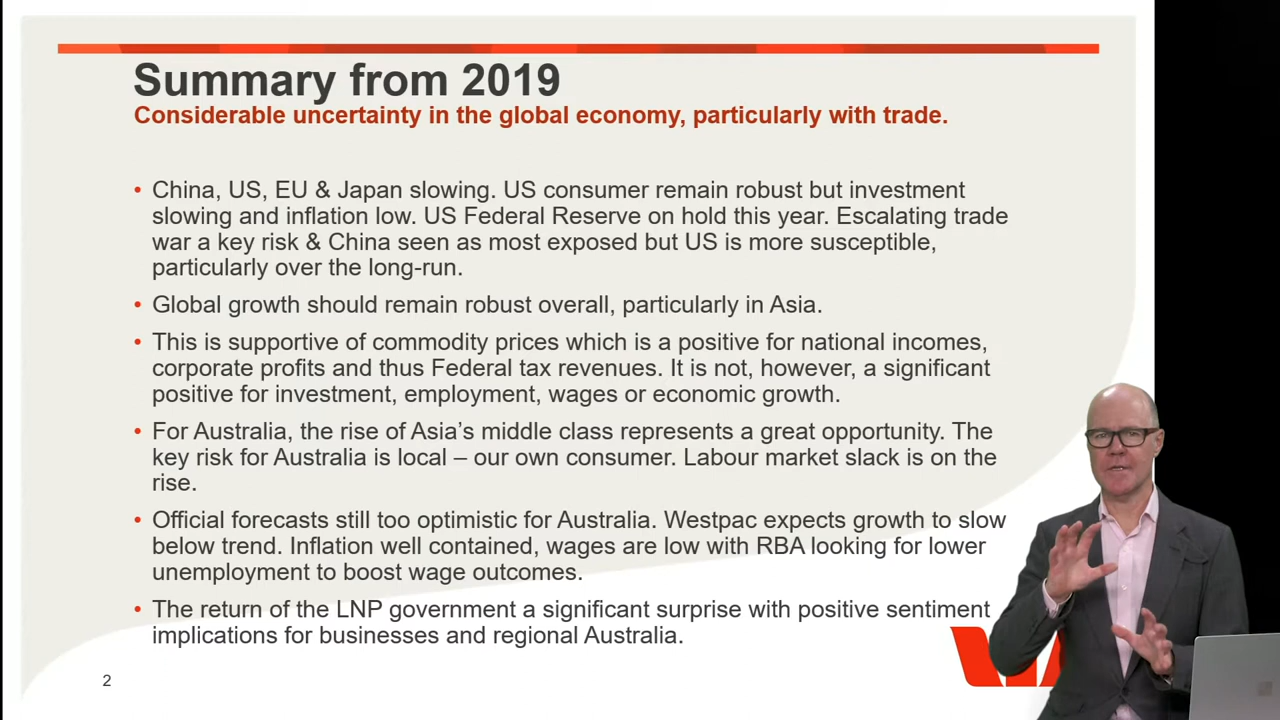 Summary from 2019
Considerable uncertainty in the global economy, particularly with trade.
• China, US, EU & Japan slowing. US consumer remain robust but investment
slowing and inflation low. US Federal Reserve on hold this year. Escalating trade
war a key risk & China seen as most exposed but US is more susceptible,
particularly over the long-run.
• Global growth should remain robust overall, particularly in Asia.
• This is supportive of commodity prices which is a positive for national incomes,
corporate profits and thus Federal tax revenues. It is not, however, a significant
positive for investment, employment, wages or economic growth.
• For Australia, the rise of Asia’s middle class represents a great opportunity. The
key risk for Australia is local – our own consumer. Labour market slack is on the
rise.
• Official forecasts still too optimistic for Australia. Westpac expects growth to slow
below trend. Inflation well contained, wages are low with RBA looking for lower
unemployment to boost wage outcomes.
• The return of the LNP government a significant surprise with positive sentiment
implications for businesses and regional Australia.
2